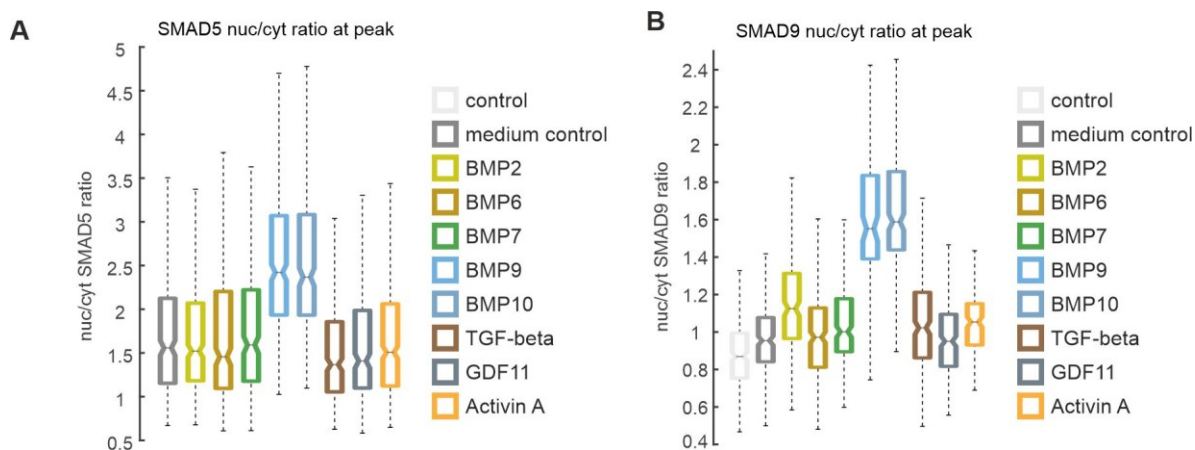 A
SMAD5 nuc/cyt ratio at peak
nuc/cyt SMAD5 ratio
5
4.5
4
3.5
3
2.5
2
1.5
1
0.5
control
medium control
BMP2
BMP6
BMP7
BMP9
BMP10
TGF-beta
GDF11
Activin A
B
SMAD9 nuc/cyt ratio at peak
nuc/cyt SMAD9 ratio
2.4
2.2
2
1.8
1.6
1.4
1.2
1
0.8
0.6
0.4
control
medium control
BMP2
BMP6
BMP7
BMP9
BMP10
TGF-beta
GDF11
Activin A